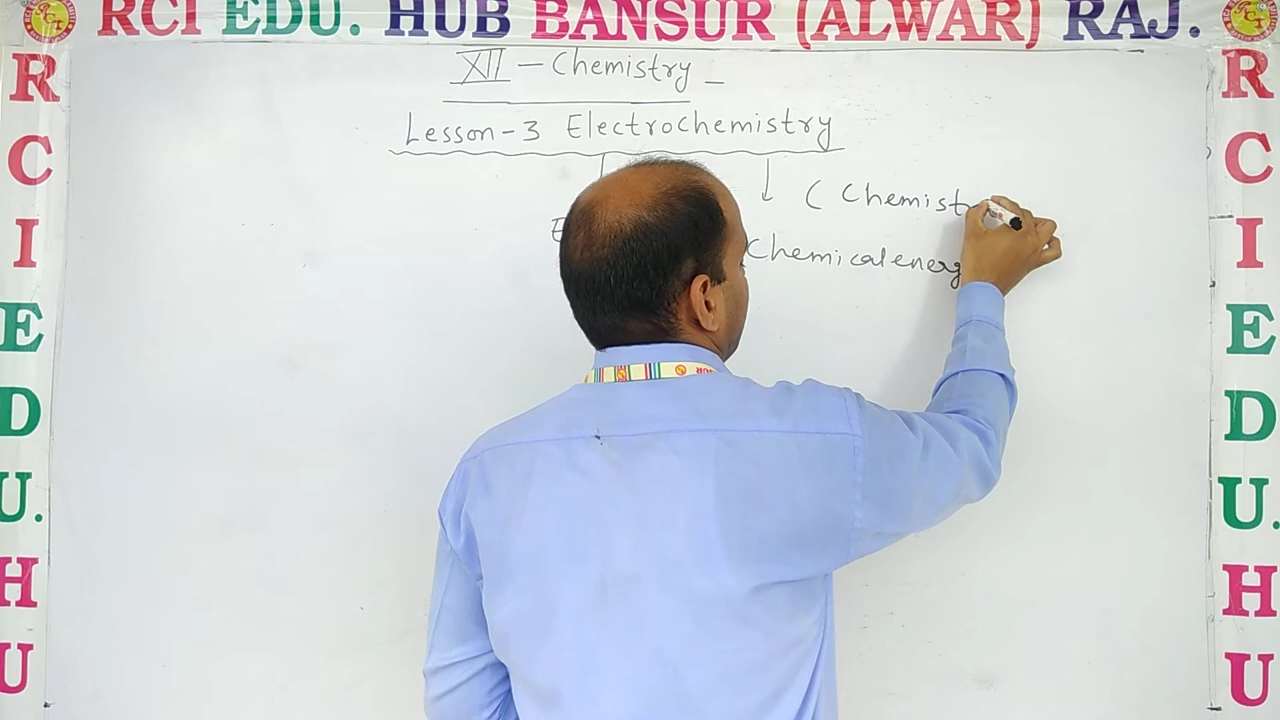 RCI EDU. HUB BANSUR (ALWAR) RAJ.
XII - Chemistry -
Lesson-3 Electrochemistry
( Chemist
E
Chemical energ
R
C
I
E
D
U.
H
U
R
C
I
E
D
U.
H
U